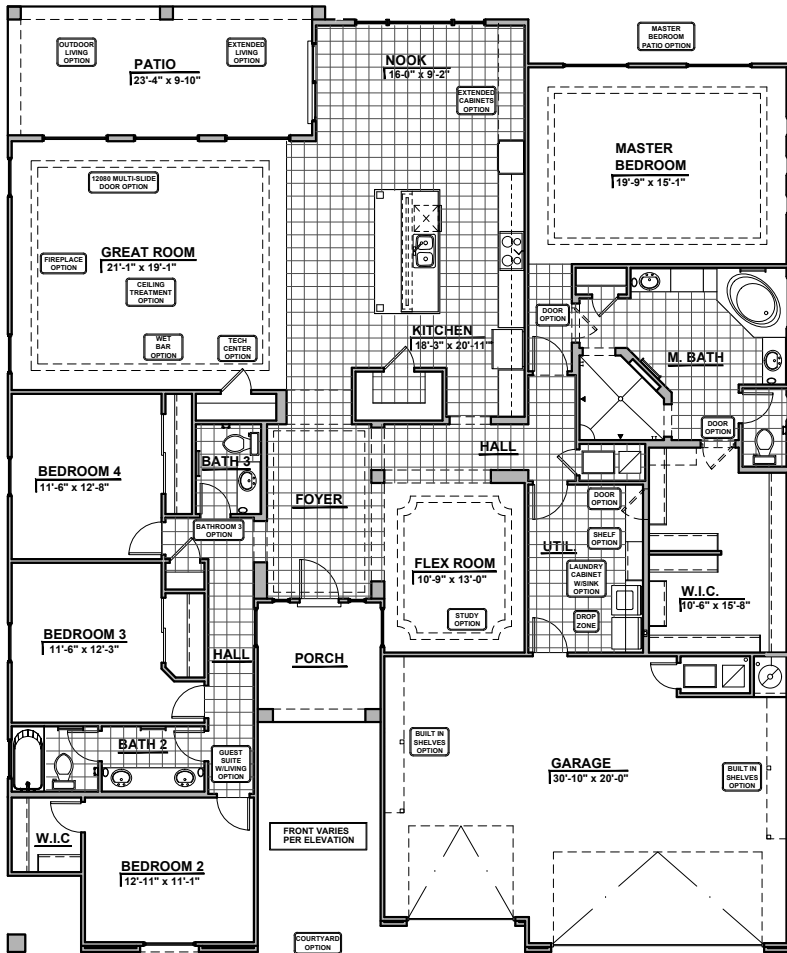 MASTER
BEDROOM
PATIO OPTION
OUTDOOR
LIVING
OPTION
EXTENDED
LIVING
OPTION
PATIO
23'-4" x 9-10"
NOOK
16-0" x 9'-2"
EXTENDED
CABINETS
OPTION
MASTER
BEDROOM
19'-9" x 15'-1"
12080 MULTI-SLIDE
DOOR OPTION
GREAT ROOM
21'-1" x 19'-1"
FIREPLACE
OPTION
CEILING
TREATMENT
OPTION
WET
BAR
OPTION
TECH
CENTER
OPTION
KITCHEN
18'-3" x 20'-11"
DOOR
OPTION
M. BATH
DOOR
OPTION
HALL
BEDROOM 4
11'-6" x 12'-8"
BATH 3
FOYER
BATHROOM 3
OPTION
FLEX ROOM
10'-9" x 13'-0"
STUDY
OPTION
DOOR
OPTION
SHELF
OPTION
UTIL.
LAUNDRY
CABINET
W/SINK
OPTION
DROP
ZONE
W.I.C.
10'-6" x 15'-8"
BEDROOM 3
11'-6" x 12'-3"
HALL
PORCH
BATH 2
GUEST
SUITE
W/LIVING
OPTION
BUILT IN
SHELVES
OPTION
GARAGE
30'-10" x 20'-0"
BUILT IN
SHELVES
OPTION
W.I.C
FRONT VARIES
PER ELEVATION
BEDROOM 2
12'-11" x 11'-1"
COURTYARD
OPTION